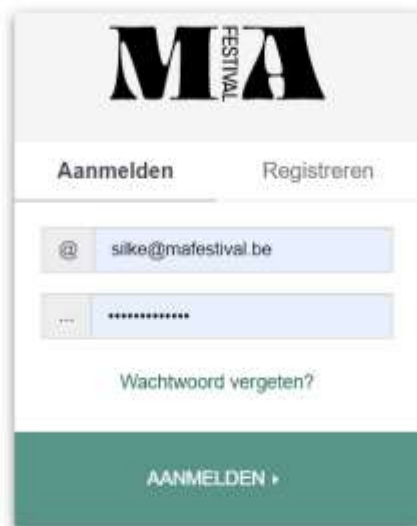 MA
FESTIVAL
Aanmelden Registreren
@ silke@mafestival.be
... •••••••••••••
Wachtwoord vergeten?
AANMELDEN ▸